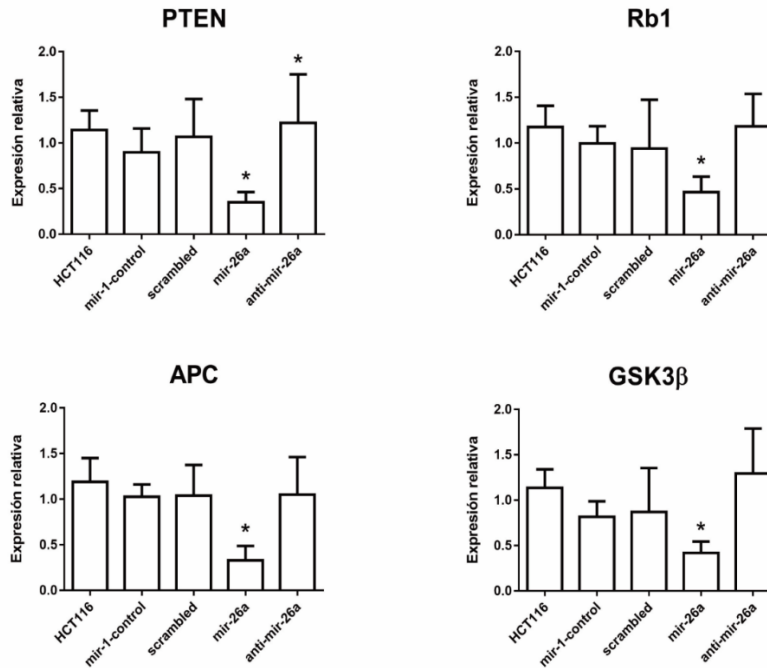 PTEN
Expresión relativa
2.0
*
1.5
*
1.0
0.5
0.0
HCT116
mir-1-control
scrambled
mir-26a
anti-mir-26a
Rb1
Expresión relativa
2.0
1.5
1.0
*
0.5
0.0
HCT116
mir-1-control
scrambled
mir-26a
anti-mir-26a
APC
Expresión relativa
2.0
1.5
1.0
*
0.5
0.0
HCT116
mir-1-control
scrambled
mir-26a
anti-mir-26a
GSK3β
Expresión relativa
2.0
1.5
1.0
*
0.5
0.0
HCT116
mir-1-control
scrambled
mir-26a
anti-mir-26a